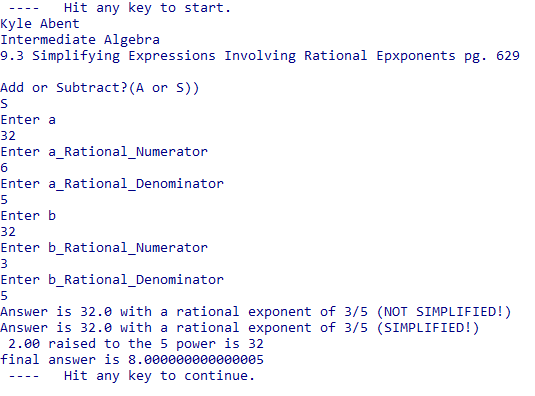 ---- Hit any key to start.
Kyle Abent
Intermediate Algebra
9.3 Simplifying Expressions Involving Rational Epxponents pg. 629
Add or Subtract?(A or S))
S
Enter a
32
Enter a_Rational_Numerator
6
Enter a_Rational_Denominator
5
Enter b
32
Enter b_Rational_Numerator
3
Enter b_Rational_Denominator
5
Answer is 32.0 with a rational exponent of 3/5 (NOT SIMPLIFIED!)
Answer is 32.0 with a rational exponent of 3/5 (SIMPLIFIED!)
2.00 raised to the 5 power is 32
final answer is 8.000000000000005
---- Hit any key to continue.